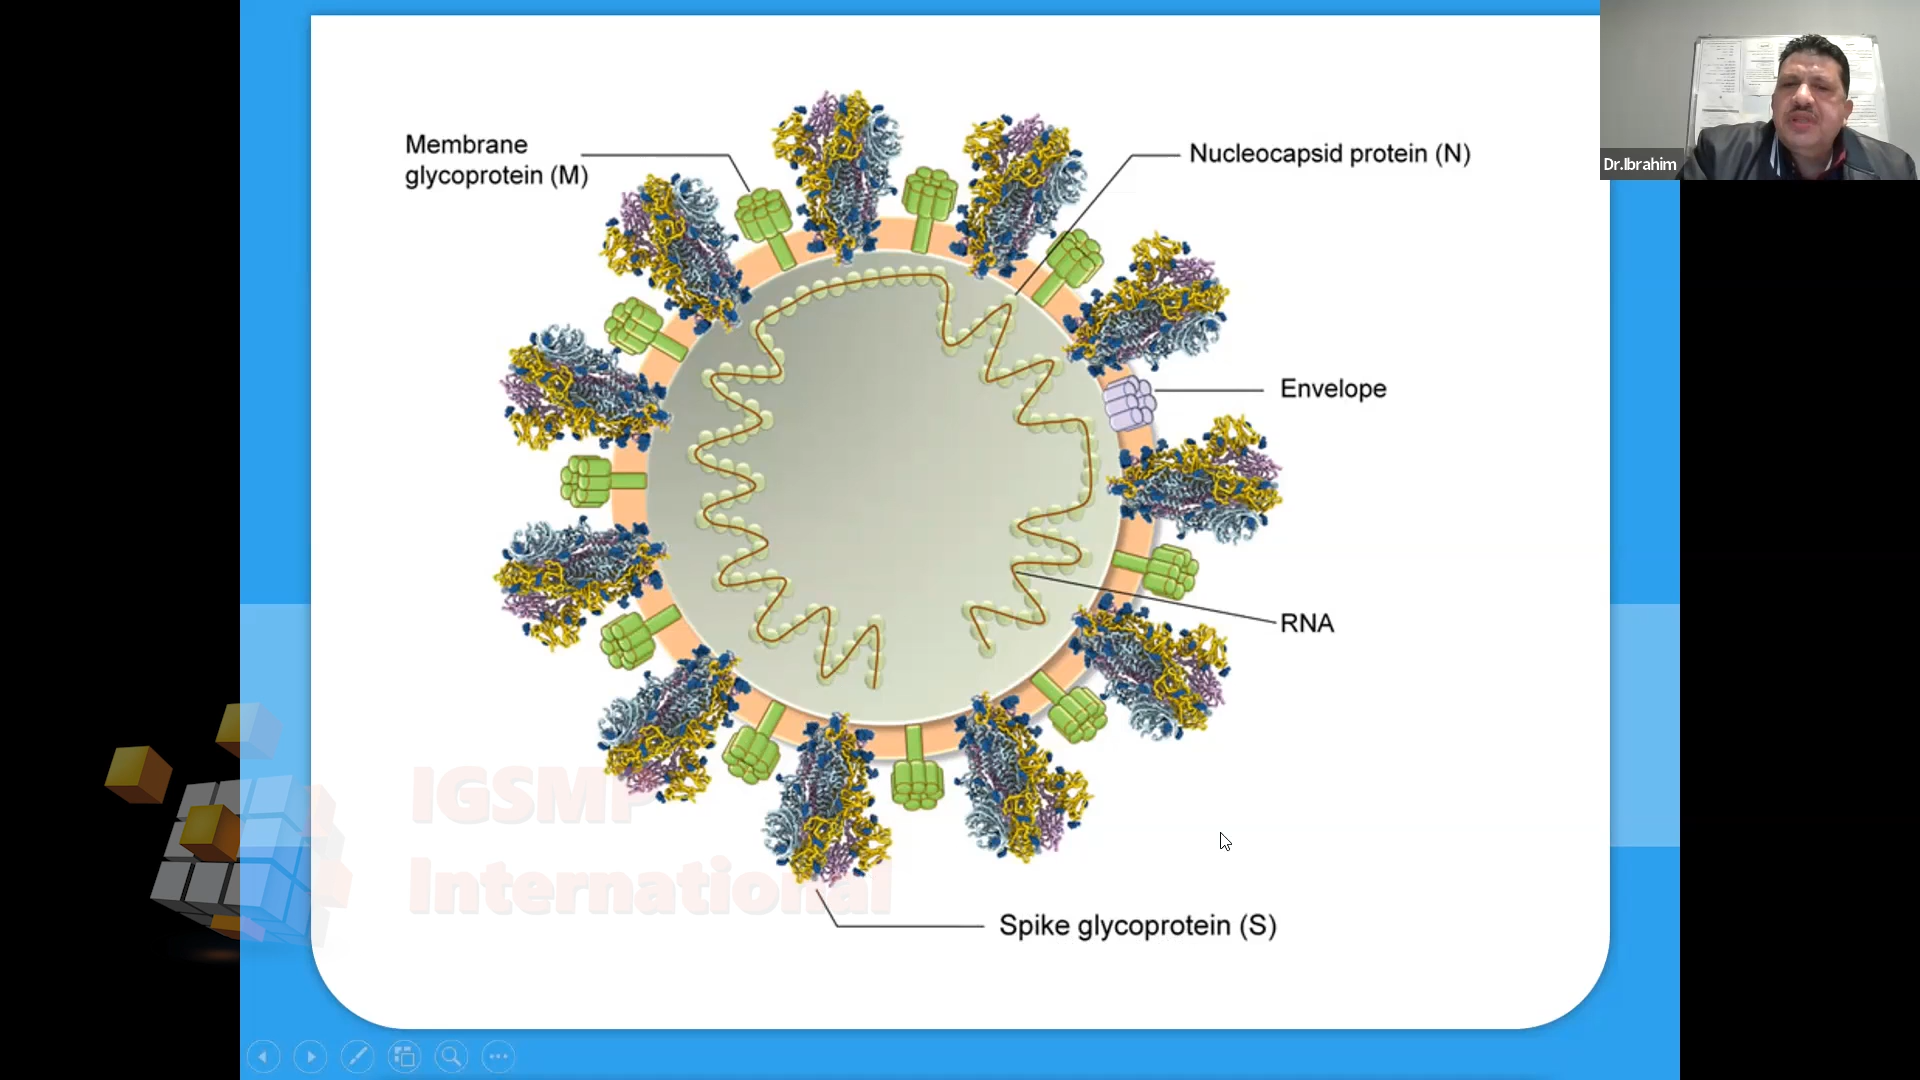 Membrane
glycoprotein (M)
Nucleocapsid protein (N)
Dr.Ibrahim
Envelope
RNA
IGSMP
International
Spike glycoprotein (S)